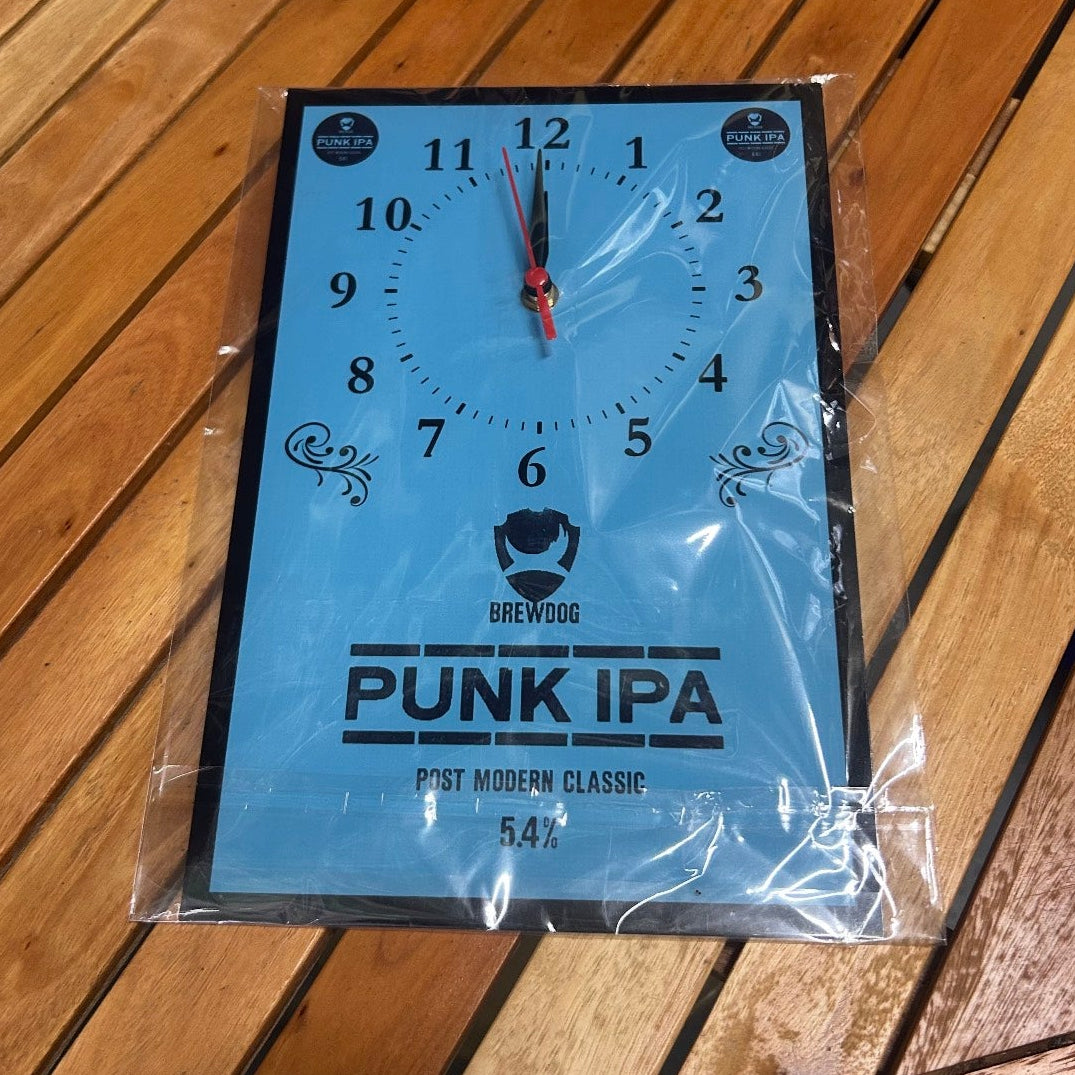 PUNK IPA
PUNK IPA
12
11
1
10
2
9
3
8
4
7
5
6
BREWDOG
PUNK IPA
POST MODERN CLASSIC
5.4%